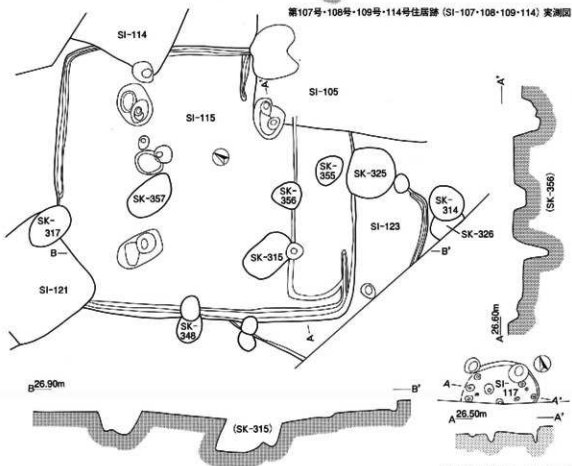 第107号・108号・109号・114号住居跡 (SI-107・108・109・114) 実測図
SI-114
A'
SI-105
A'
SI-115
SK-355
SK-325
SK-357
SK-356
SK-314
SK-317
SK-326
(SK-356)
SI-123
B
SK-315
B'
SI-121
A
SK-348
A 26.60m
B 26.90m
B'
(SK-315)
SI-117
A
A'
A 26.50m
A'